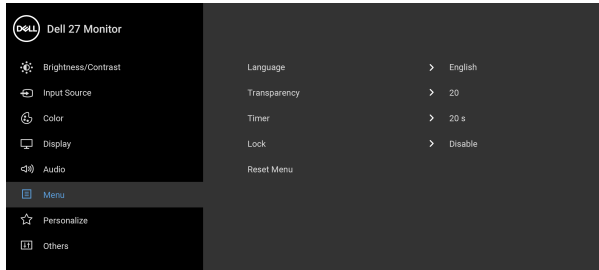 DELL Dell 27 Monitor
Brightness/Contrast
Input Source
Color
Display
Audio
Menu
Personalize
Others
Language > English
Transparency > 20
Timer > 20 s
Lock > Disable
Reset Menu